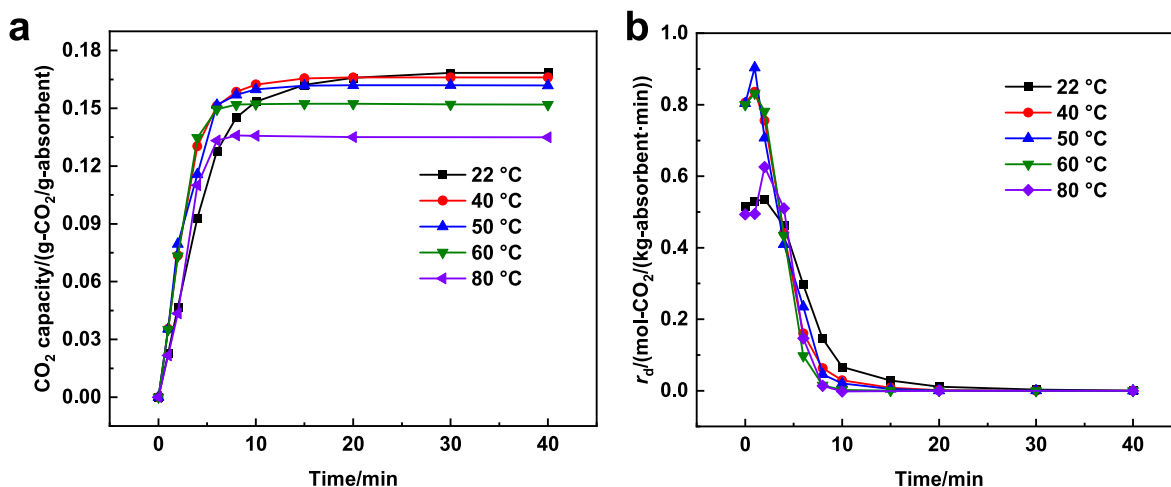 a
CO₂ capacity/(g-CO₂/g-absorbent)
0.18
0.15
0.12
0.09
0.06
0.03
0.00
22 °C
40 °C
50 °C
60 °C
80 °C
0 10 20 30 40
Time/min
b
r_d/(mol-CO₂/(kg-absorbent·min)
1.0
0.8
0.6
0.4
0.2
0.0
22 °C
40 °C
50 °C
60 °C
80 °C
0 10 20 30 40
Time/min